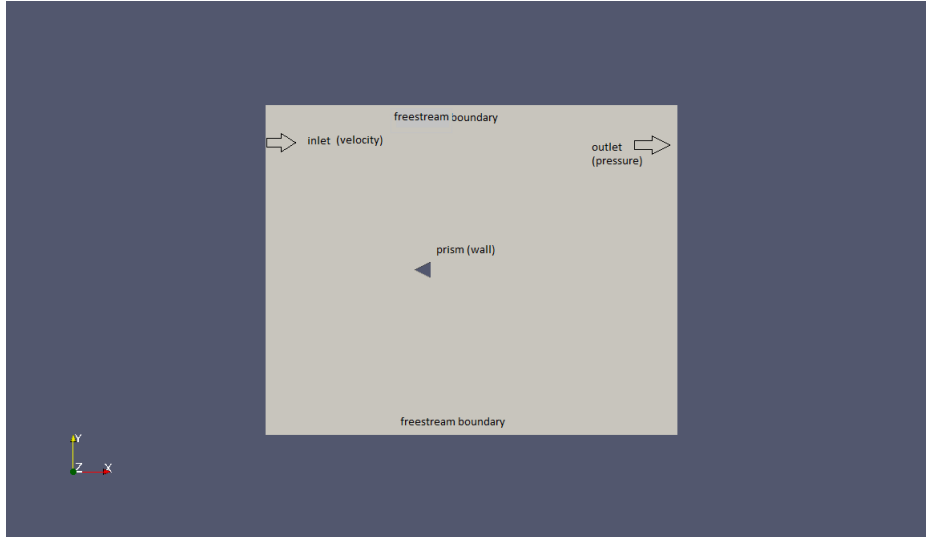 freestream boundary
inlet (velocity)
outlet
(pressure)
prism (wall)
freestream boundary
Y
Z X